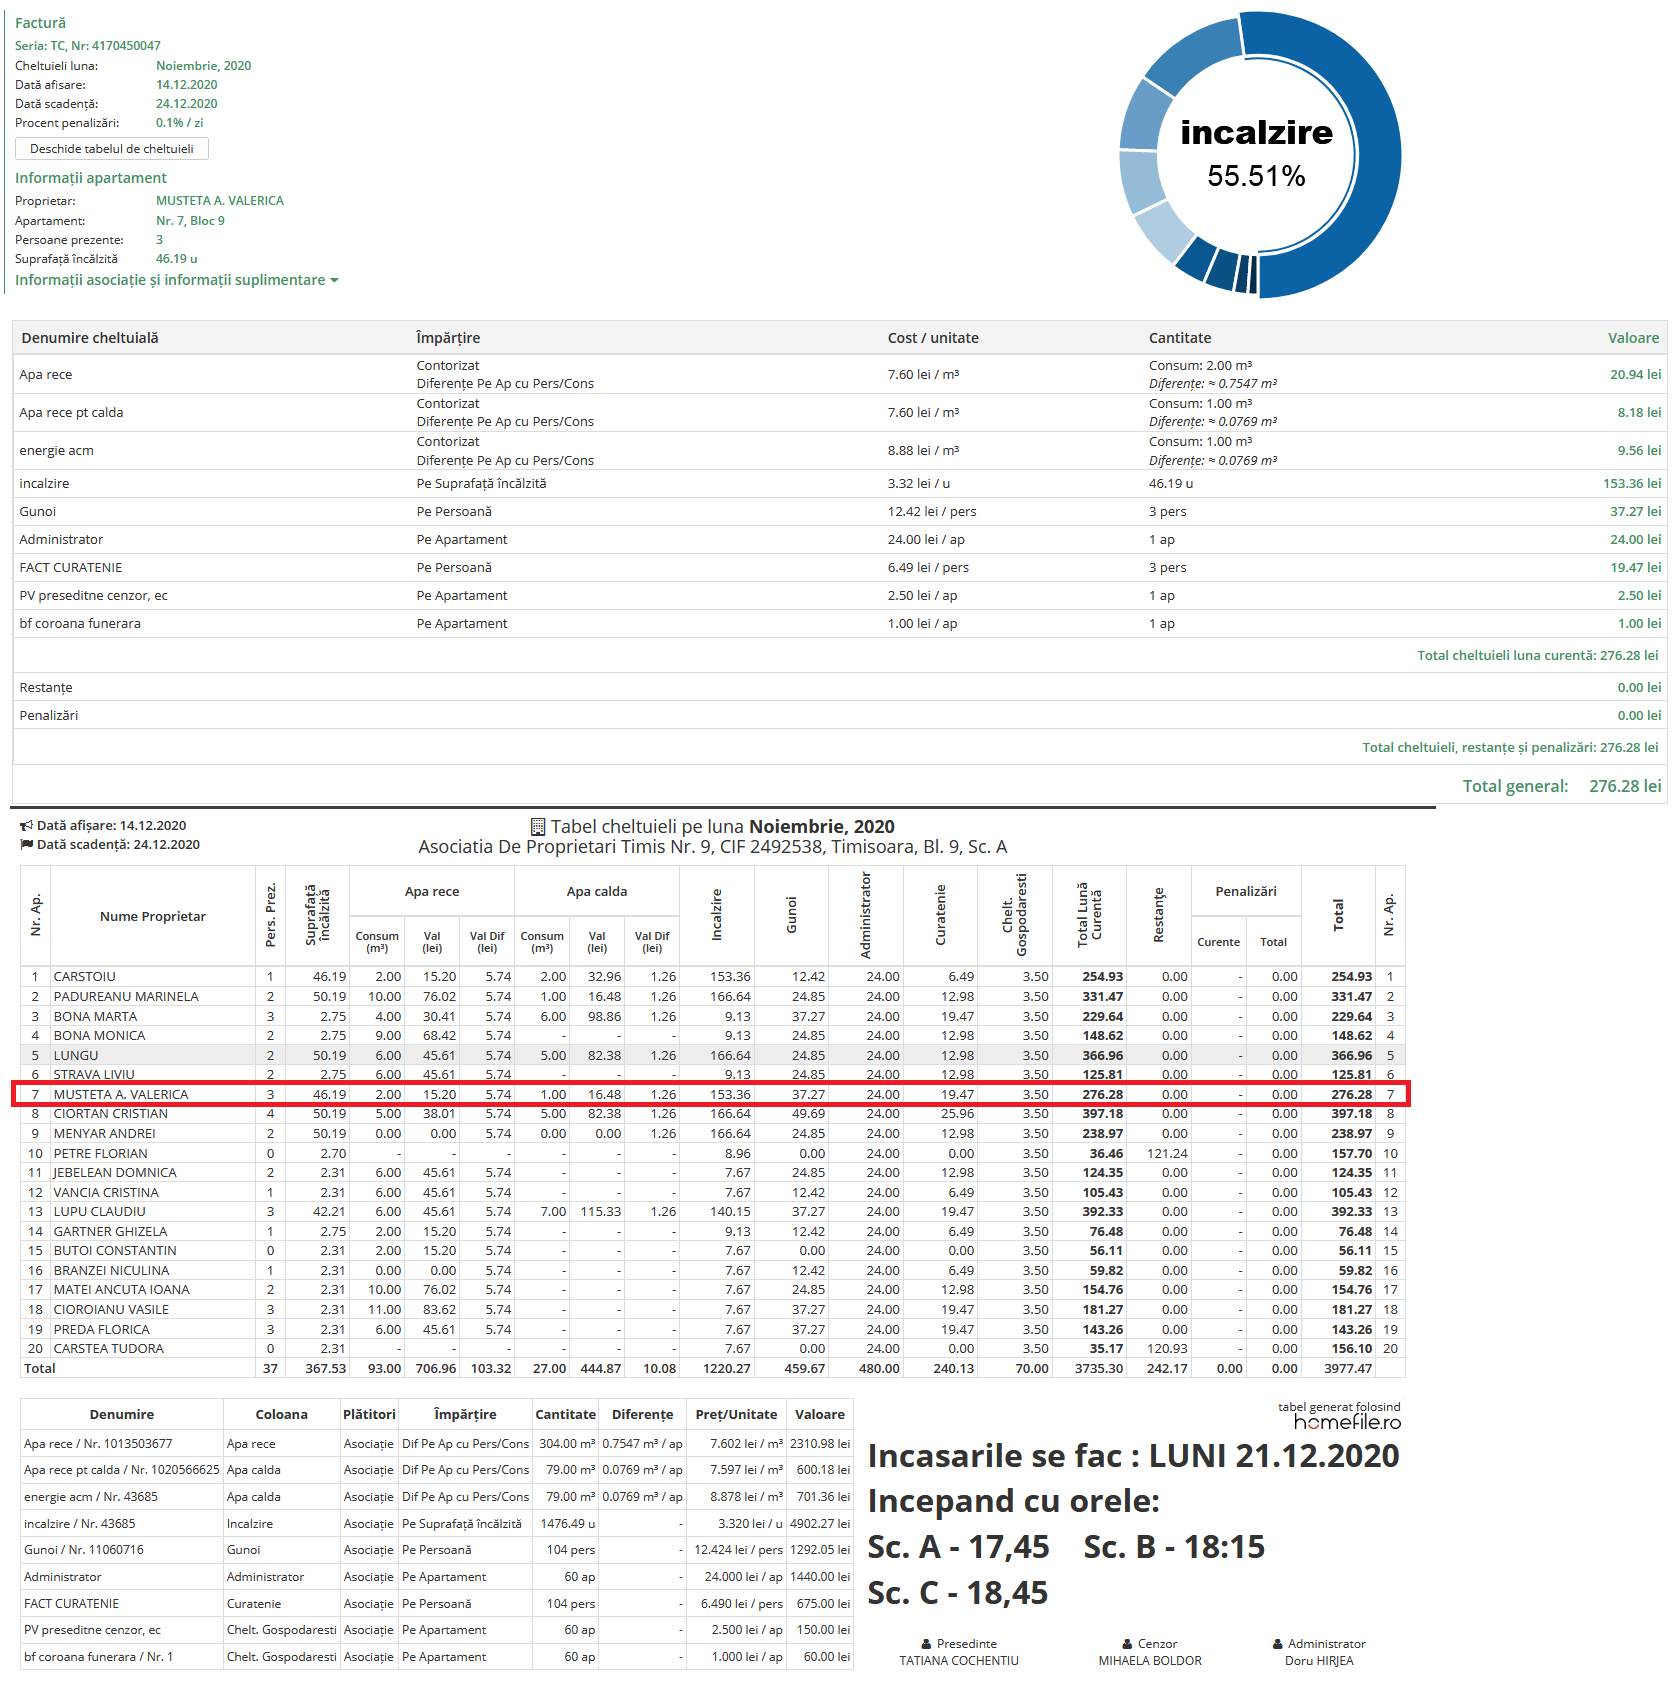 Factură
Seria: TC, Nr: 4170450047
Cheltuieli luna: Noiembrie, 2020
Dată afisare: 14.12.2020
Dată scadență: 24.12.2020
Procent penalizări: 0.1% / zi
Deschide tabelul de cheltuieli
Informații apartament
Proprietar: MUSTETA A. VALERICA
Apartament: Nr. 7, Bloc 9
Persoane prezente: 3
Suprafață încălzită 46.19 u
Informații asociație și informații suplimentare
incalzire
55.51%
Denumire cheltuială Împărțire Cost / unitate Cantitate Valoare
Apa rece Contorizat Diferențe Pe Ap cu Pers/Cons 7.60 lei / m³ Consum: 2.00 m³ Diferențe: ≈ 0.7547 m³ 20.94 lei
Apa rece pt calda Contorizat Diferențe Pe Ap cu Pers/Cons 7.60 lei / m³ Consum: 1.00 m³ Diferențe: ≈ 0.0769 m³ 8.18 lei
energie acm Contorizat Diferențe Pe Ap cu Pers/Cons 8.88 lei / m³ Consum: 1.00 m³ Diferențe: ≈ 0.0769 m³ 9.56 lei
incalzire Pe Suprafață încălzită 3.32 lei / u 46.19 u 153.36 lei
Gunoi Pe Persoană 12.42 lei / pers 3 pers 37.27 lei
Administrator Pe Apartament 24.00 lei / ap 1 ap 24.00 lei
FACT CURATENIE Pe Persoană 6.49 lei / pers 3 pers 19.47 lei
PV preseditne cenzor, ec Pe Apartament 2.50 lei / ap 1 ap 2.50 lei
bf coroana funerara Pe Apartament 1.00 lei / ap 1 ap 1.00 lei
Total cheltuieli luna curentă: 276.28 lei
Restanțe 0.00 lei
Penalizări 0.00 lei
Total cheltuieli, restanțe și penalizări: 276.28 lei
Total general: 276.28 lei
Dată afișare: 14.12.2020
Dată scadență: 24.12.2020
Tabel cheltuieli pe luna Noiembrie, 2020
Asociatia De Proprietari Timis Nr. 9, CIF 2492538, Timisoara, Bl. 9, Sc. A
Nr. Ap. Nume Proprietar Pers. Prez. Suprafață încălzită Apa rece Apa calda Incalzire Gunoi Administrator Curatenie Chelt. Gospodaresti Total Lună Curentă Restanțe Penalizări Total Nr. Ap.
Consum (m³) Val (lei) Val Dif (lei) Consum (m³) Val (lei) Val Dif (lei) Curente Total
1 CARSTOIU 1 46.19 2.00 15.20 5.74 2.00 32.96 1.26 153.36 12.42 24.00 6.49 3.50 254.93 0.00 - 0.00 254.93 1
2 PADUREANU MARINELA 2 50.19 10.00 76.02 5.74 1.00 16.48 1.26 166.64 24.85 24.00 12.98 3.50 331.47 0.00 - 0.00 331.47 2
3 BONA MARTA 3 2.75 4.00 30.41 5.74 6.00 98.86 1.26 9.13 37.27 24.00 19.47 3.50 229.64 0.00 - 0.00 229.64 3
4 BONA MONICA 2 2.75 9.00 68.42 5.74 - - - 9.13 24.85 24.00 12.98 3.50 148.62 0.00 - 0.00 148.62 4
5 LUNGU 2 50.19 6.00 45.61 5.74 5.00 82.38 1.26 166.64 24.85 24.00 12.98 3.50 366.96 0.00 - 0.00 366.96 5
6 STRAVA LIVIU 2 2.75 6.00 45.61 5.74 - - - 9.13 24.85 24.00 12.98 3.50 125.81 0.00 - 0.00 125.81 6
7 MUSTETA A. VALERICA 3 46.19 2.00 15.20 5.74 1.00 16.48 1.26 153.36 37.27 24.00 19.47 3.50 276.28 0.00 - 0.00 276.28 7
8 CIORTAN CRISTIAN 4 50.19 5.00 38.01 5.74 5.00 82.38 1.26 166.64 49.69 24.00 25.96 3.50 397.18 0.00 - 0.00 397.18 8
9 MENYAR ANDREI 2 50.19 0.00 0.00 5.74 0.00 0.00 1.26 166.64 24.85 24.00 12.98 3.50 238.97 0.00 - 0.00 238.97 9
10 PETRE FLORIAN 0 2.70 - - - - - - 8.96 0.00 24.00 0.00 3.50 36.46 121.24 - 0.00 157.70 10
11 JEBELEAN DOMNICA 2 2.31 6.00 45.61 5.74 - - - 7.67 24.85 24.00 12.98 3.50 124.35 0.00 - 0.00 124.35 11
12 VANCIA CRISTINA 1 2.31 6.00 45.61 5.74 - - - 7.67 12.42 24.00 6.49 3.50 105.43 0.00 - 0.00 105.43 12
13 LUPU CLAUDIU 3 42.21 6.00 45.61 5.74 7.00 115.33 1.26 140.15 37.27 24.00 19.47 3.50 392.33 0.00 - 0.00 392.33 13
14 GARTNER GHIZELA 1 2.75 2.00 15.20 5.74 - - - 9.13 12.42 24.00 6.49 3.50 76.48 0.00 - 0.00 76.48 14
15 BUTOI CONSTANTIN 0 2.31 2.00 15.20 5.74 - - - 7.67 0.00 24.00 0.00 3.50 56.11 0.00 - 0.00 56.11 15
16 BRANZEI NICULINA 1 2.31 0.00 0.00 5.74 - - - 7.67 12.42 24.00 6.49 3.50 59.82 0.00 - 0.00 59.82 16
17 MATEI ANCUTA IOANA 2 2.31 10.00 76.02 5.74 - - - 7.67 24.85 24.00 12.98 3.50 154.76 0.00 - 0.00 154.76 17
18 CIOROIANU VASILE 3 2.31 11.00 83.62 5.74 - - - 7.67 37.27 24.00 19.47 3.50 181.27 0.00 - 0.00 181.27 18
19 PREDA FLORICA 3 2.31 6.00 45.61 5.74 - - - 7.67 37.27 24.00 19.47 3.50 143.26 0.00 - 0.00 143.26 19
20 CARSTEA TUDORA 0 2.31 - - - - - - 7.67 0.00 24.00 0.00 3.50 35.17 120.93 - 0.00 156.10 20
Total 37 367.53 93.00 706.96 103.32 27.00 444.87 10.08 1220.27 459.67 480.00 240.13 70.00 3735.30 242.17 0.00 0.00 3977.47
Denumire Coloana Plătitori Împărțire Cantitate Diferențe Preț/Unitate Valoare
Apa rece / Nr. 1013503677 Apa rece Asociație Dif Pe Ap cu Pers/Cons 304.00 m³ 0.7547 m³ / ap 7.602 lei / m³ 2310.98 lei
Apa rece pt calda / Nr. 1020566625 Apa calda Asociație Dif Pe Ap cu Pers/Cons 79.00 m³ 0.0769 m³ / ap 7.597 lei / m³ 600.18 lei
energie acm / Nr. 43685 Apa calda Asociație Dif Pe Ap cu Pers/Cons 79.00 m³ 0.0769 m³ / ap 8.878 lei / m³ 701.36 lei
incalzire / Nr. 43685 Incalzire Asociație Pe Suprafață încălzită 1476.49 u - 3.320 lei / u 4902.27 lei
Gunoi / Nr. 11060716 Gunoi Asociație Pe Persoană 104 pers - 12.424 lei / pers 1292.05 lei
Administrator Administrator Asociație Pe Apartament 60 ap - 24.000 lei / ap 1440.00 lei
FACT CURATENIE Curatenie Asociație Pe Persoană 104 pers - 6.490 lei / pers 675.00 lei
PV preseditne cenzor, ec Chelt. Gospodaresti Asociație Pe Apartament 60 ap - 2.500 lei / ap 150.00 lei
bf coroana funerara / Nr. 1 Chelt. Gospodaresti Asociație Pe Apartament 60 ap - 1.000 lei / ap 60.00 lei
tabel generat folosind
homefile.ro
Incasarile se fac : LUNI 21.12.2020
Incepand cu orele:
Sc. A - 17,45 Sc. B - 18:15
Sc. C - 18,45
Presedinte Cenzor Administrator
TATIANA COCHENTIU MIHAELA BOLDOR Doru HIRJEA